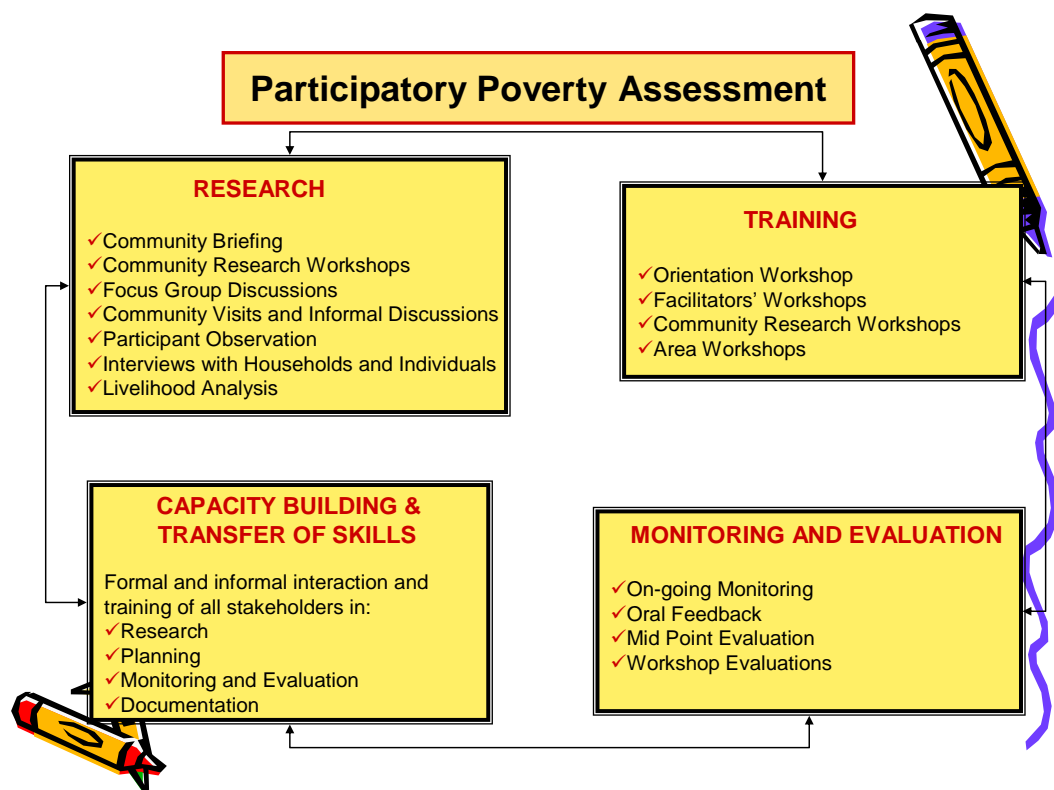 Participatory Poverty Assessment
RESEARCH
✓Community Briefing
✓Community Research Workshops
✓Focus Group Discussions
✓Community Visits and Informal Discussions
✓Participant Observation
✓Interviews with Households and Individuals
✓Livelihood Analysis
TRAINING
✓Orientation Workshop
✓Facilitators’ Workshops
✓Community Research Workshops
✓Area Workshops
CAPACITY BUILDING &
TRANSFER OF SKILLS
Formal and informal interaction and
training of all stakeholders in:
✓Research
✓Planning
✓Monitoring and Evaluation
✓Documentation
MONITORING AND EVALUATION
✓On-going Monitoring
✓Oral Feedback
✓Mid Point Evaluation
✓Workshop Evaluations